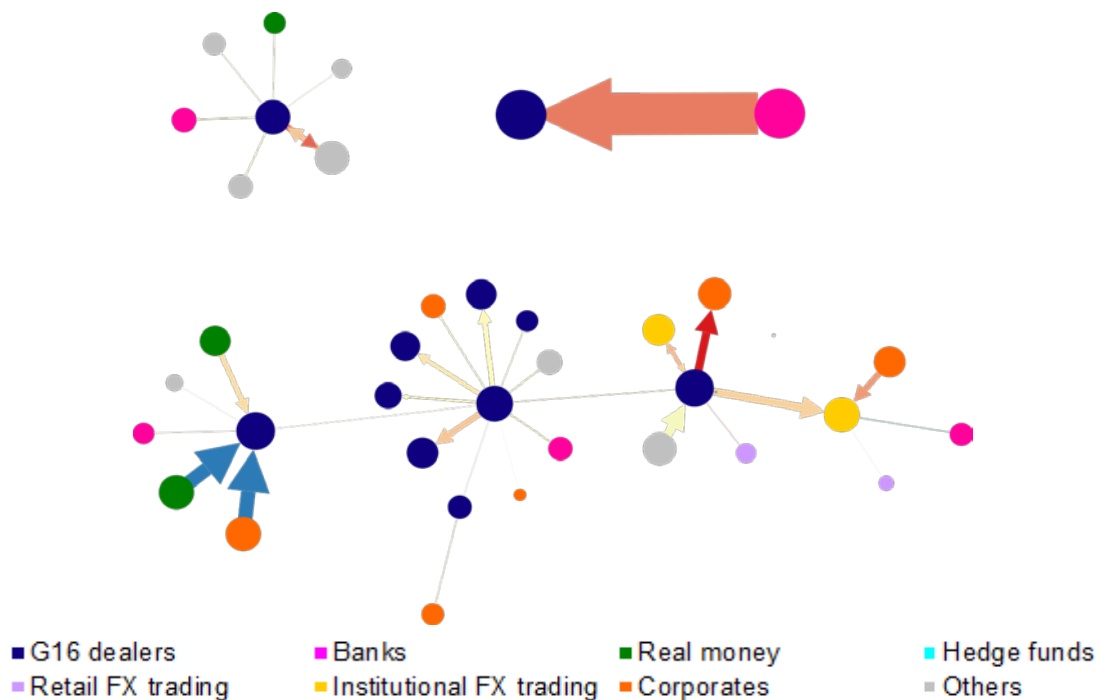 G16 dealers Banks Real money Hedge funds
Retail FX trading Institutional FX trading Corporates Others